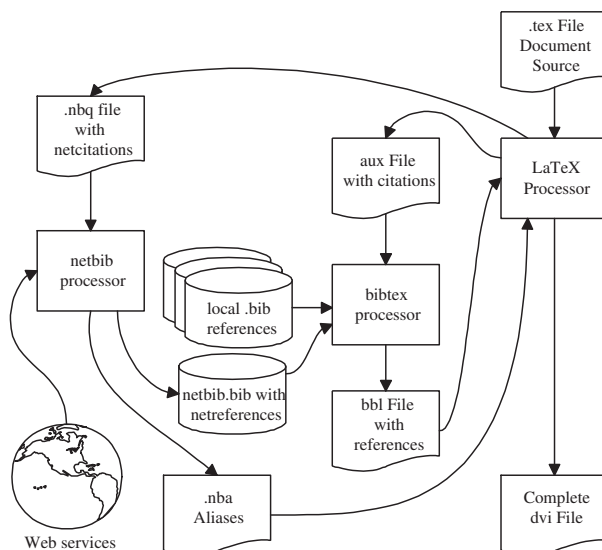 .tex File
Document
Source
.nbq file
with
netcitations
aux File
with citations
LaTeX
Processor
netbib
processor
local .bib
references
bibtex
processor
netbib.bib with
netreferences
bbl File
with
references
.nba
Aliases
Complete
dvi File
Web services